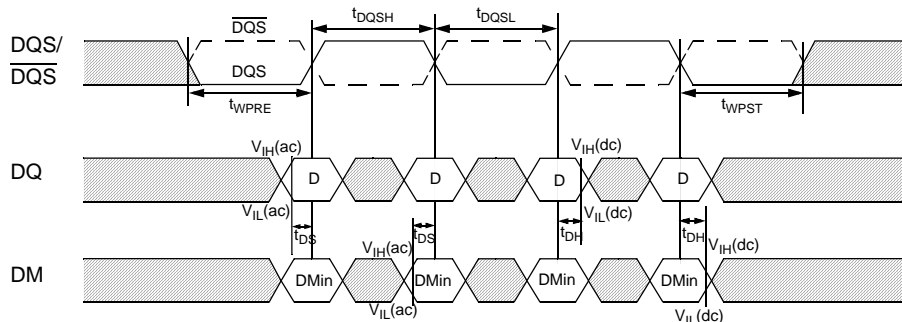 DQS
tDQSH
tDQSL
DQS/
DQS
DQS
tWPRE
tWPST
VIH(ac)
VIH(dc)
DQ
D
D
D
D
VIL(ac)
VIL(dc)
tDS
VIH(ac)
tDS
tDH
tDH
VIH(dc)
DM
DMin
DMin
DMin
DMin
VIL(ac)
VIL(dc)